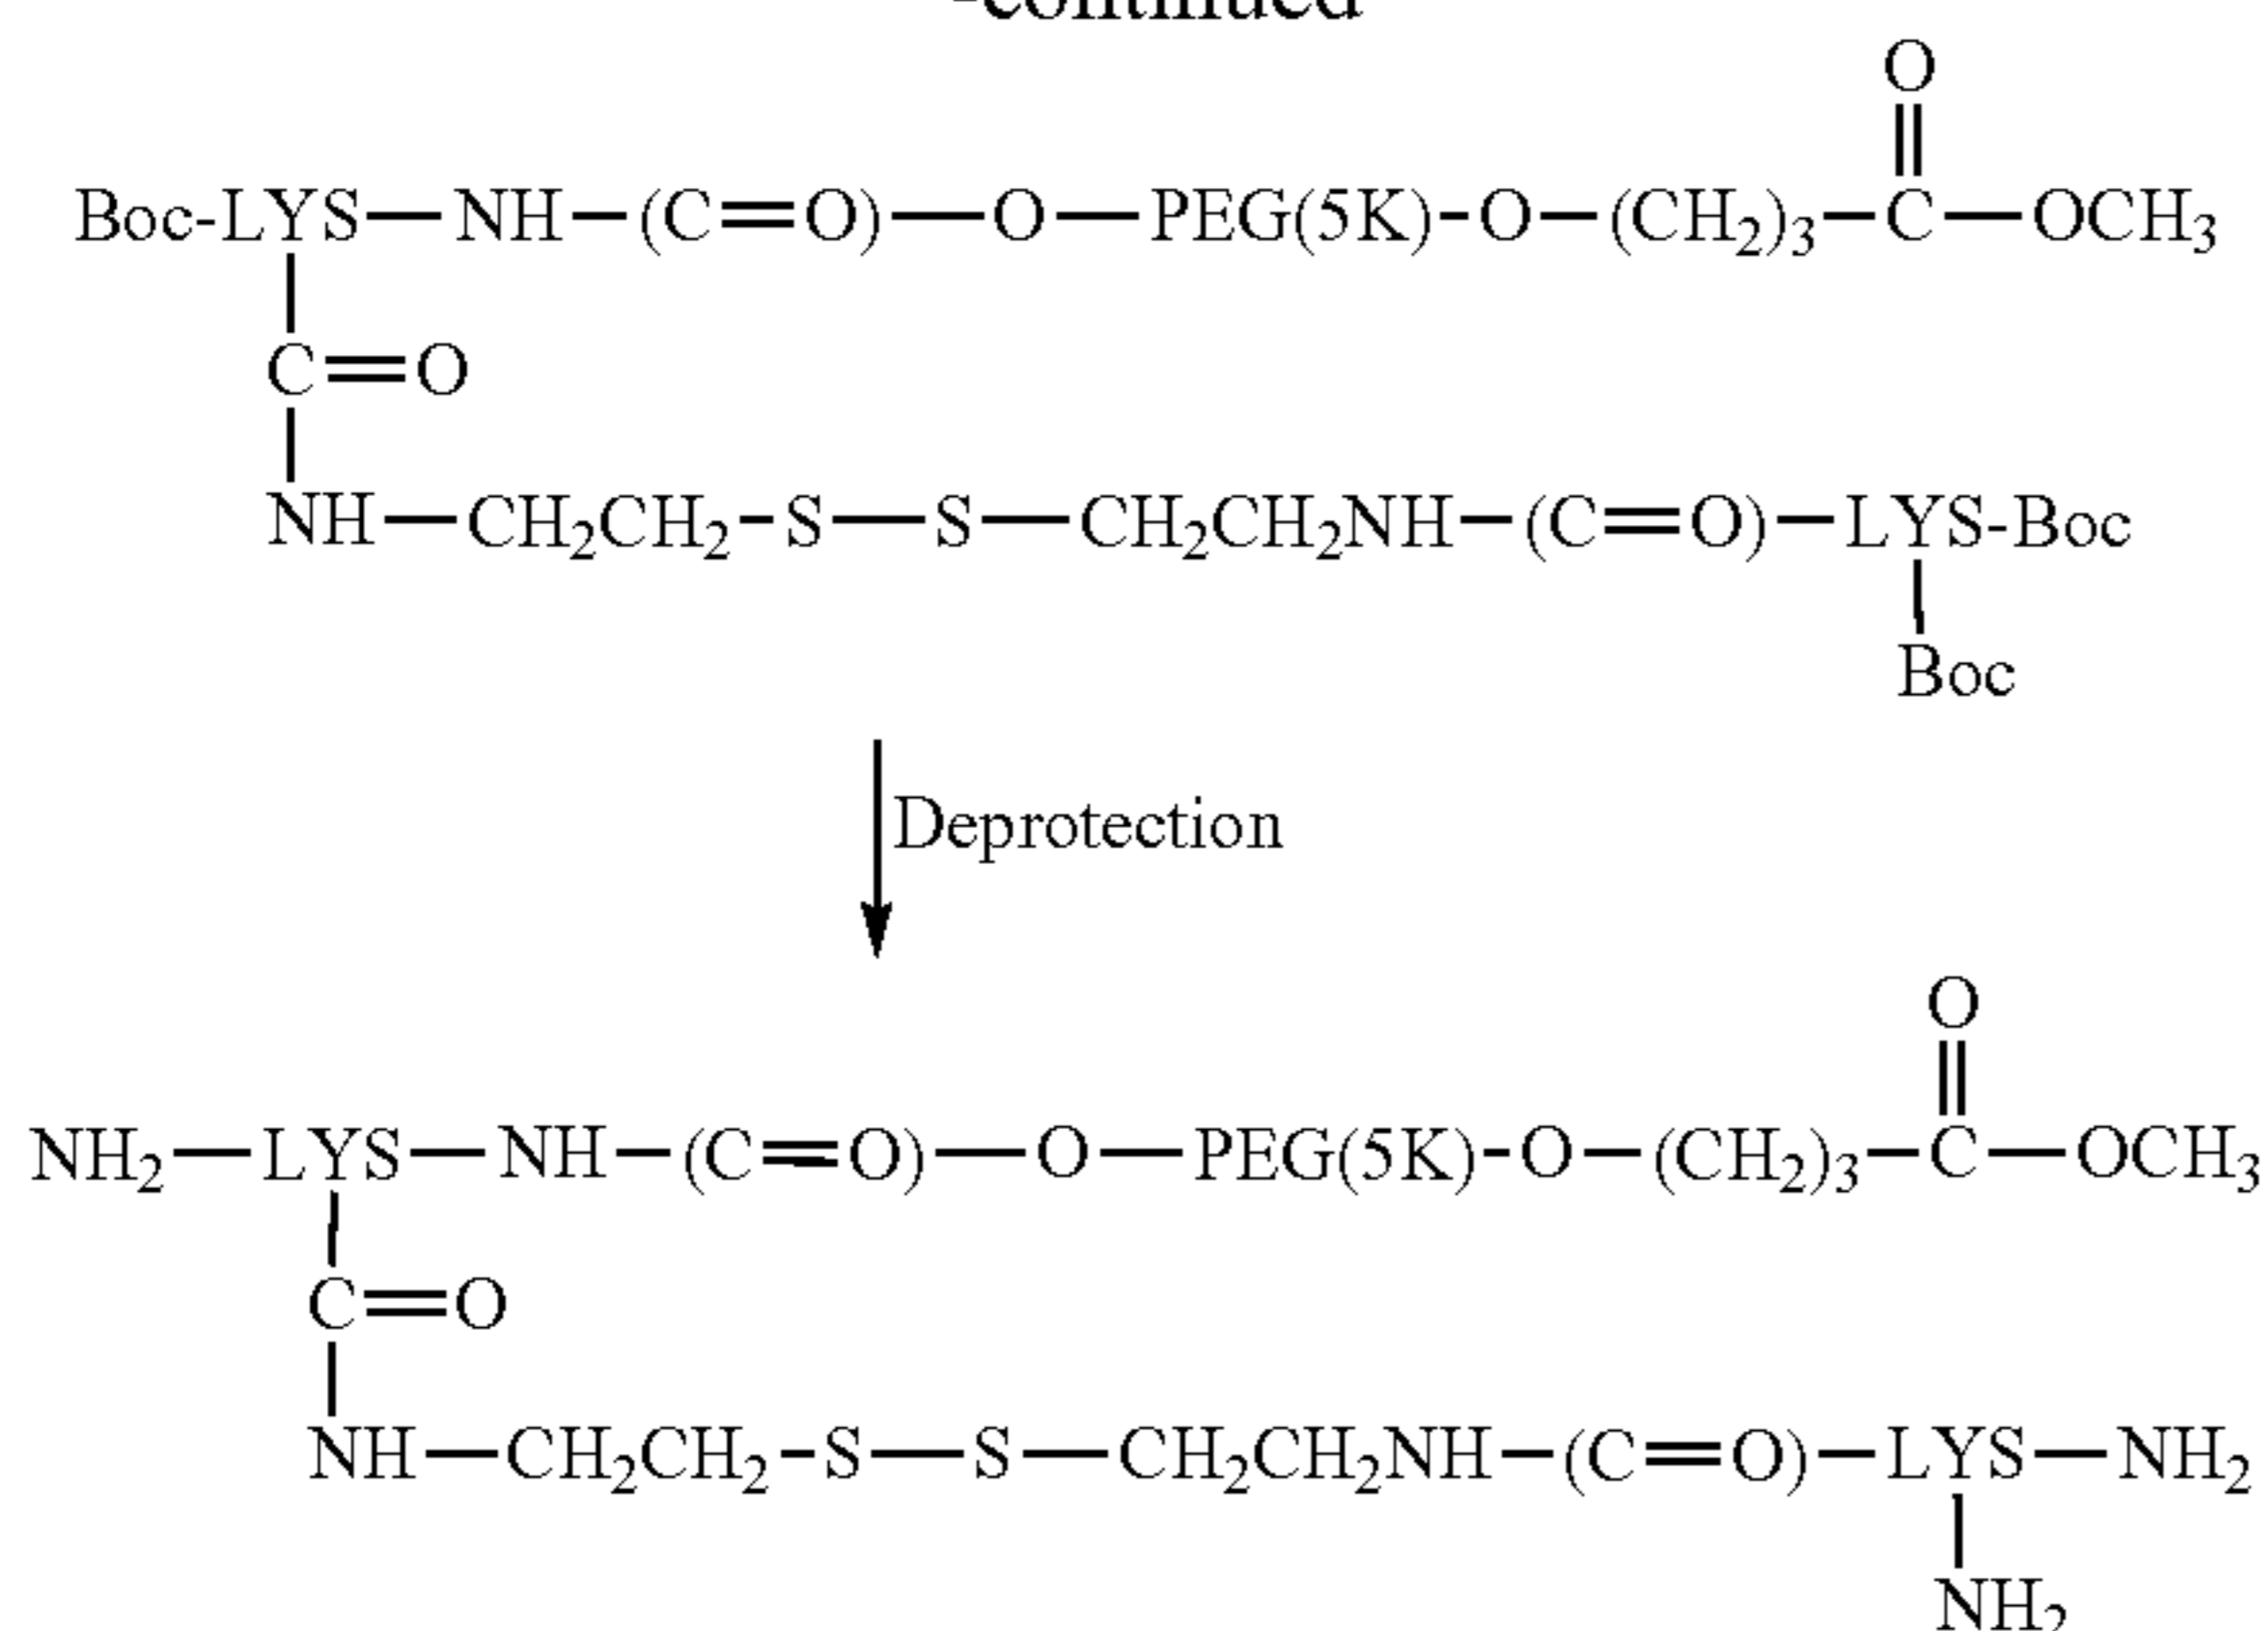 -continued
O
Boc-LYS—NH—(C=O)—O—PEG(5K)-O—(CH₂)₃—C—OCH₃
C=O
NH—CH₂CH₂-S—S—CH₂CH₂NH—(C=O)—LYS-Boc
Boc
Deprotection
O
NH₂—LYS—NH—(C=O)—O—PEG(5K)-O—(CH₂)₃—C—OCH₃
C=O
NH—CH₂CH₂-S—S—CH₂CH₂NH—(C=O)—LYS—NH₂
NH₂